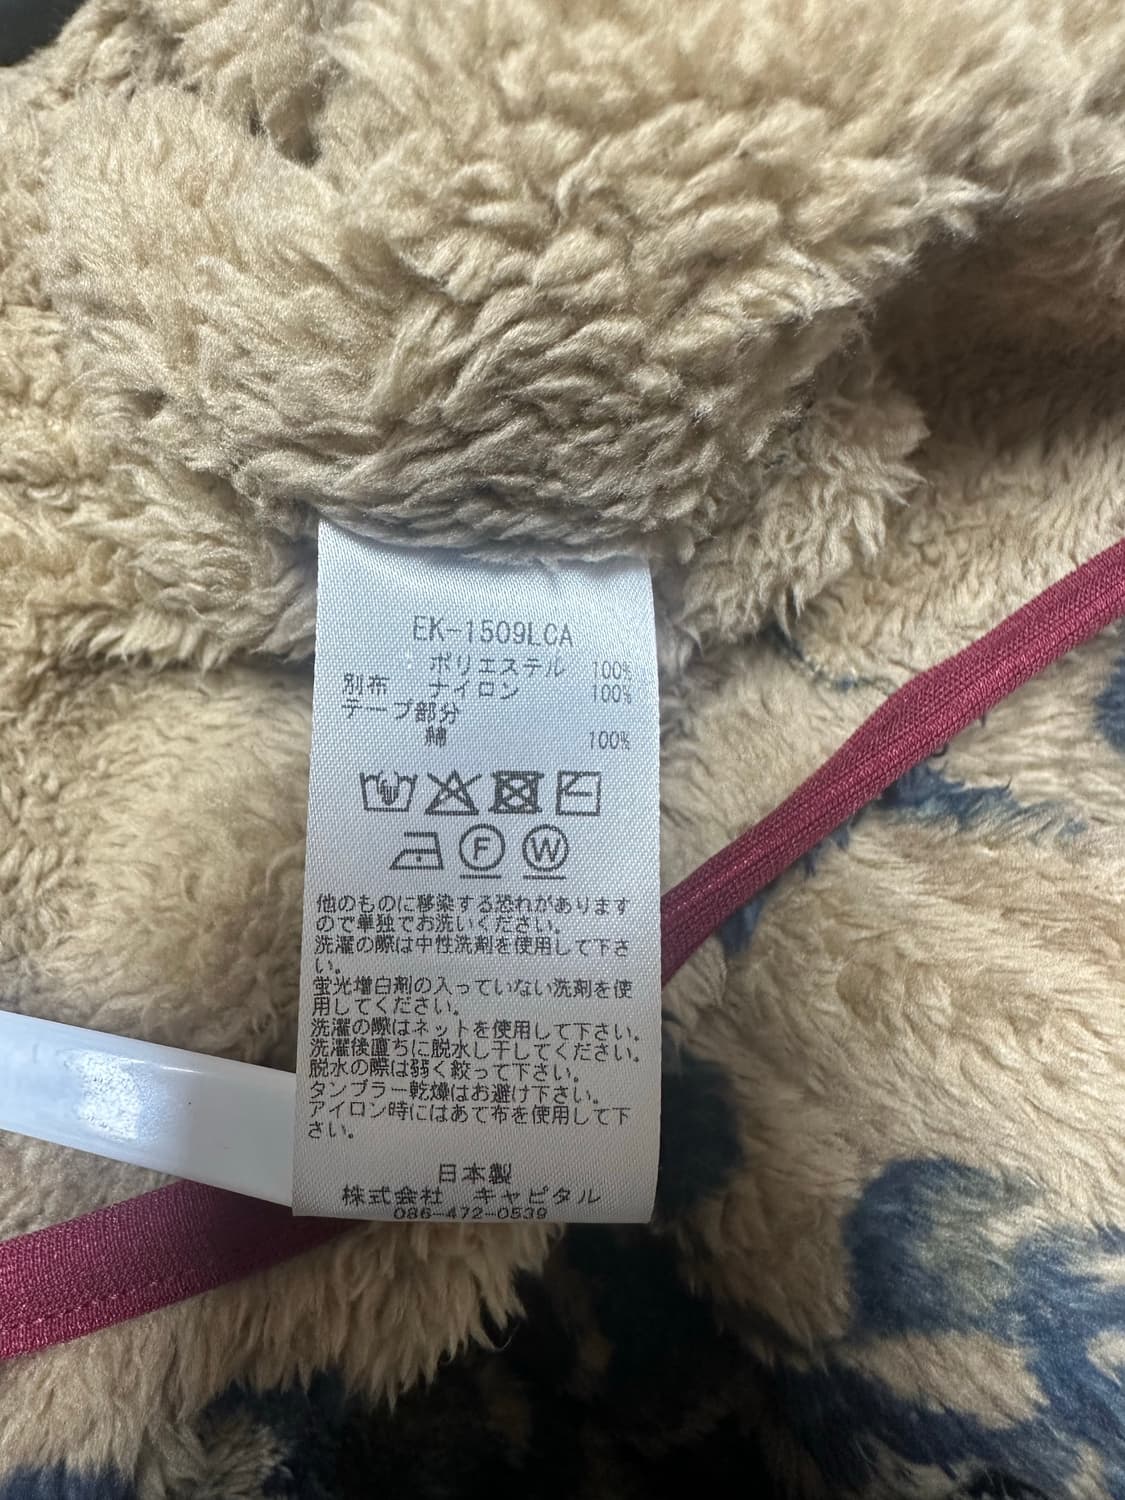 EK-1509LCA
ポリエステル 100%
別布 ナイロン 100%
テープ部分
綿 100%
F W
他のものに移染する恐れがあります
ので単独でお洗いください。
洗濯の際は中性洗剤を使用して下さ
い。
蛍光増白剤の入っていない洗剤を使
用してください。
洗濯の際はネットを使用して下さい。
洗濯後直ちに脱水し干してください。
脱水の際は弱く絞って下さい。
タンブラー乾燥はお避け下さい。
アイロン時にはあて布を使用して下
さい。
日本製
株式会社 キャピタル
086-472-0539